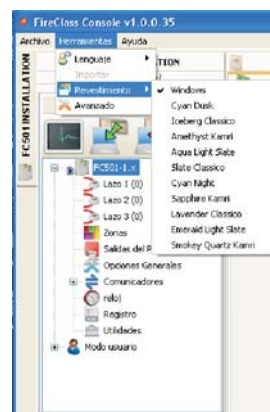 FireClass Console v1.0.0.35
Archivo Herramientas Ayuda
Lenguaje
Importar
Revestimiento
Avanzado
Windows
Cyan Dusk
Iceberg Classico
Amethyst Kamri
Aqua Light Slate
Slate Classico
Cyan Night
Sapphire Kamri
Lavender Classico
Emerald Light Slate
Smokey Quartz Kamri
FC501 INSTALLATION
FC501-1.x
Lazo 1 (0)
Lazo 2 (0)
Lazo 3 (0)
Zonas
Salidas del P
Opciones Generales
Comunicadores
reloj
Registro
Utilidades
Modo usuario